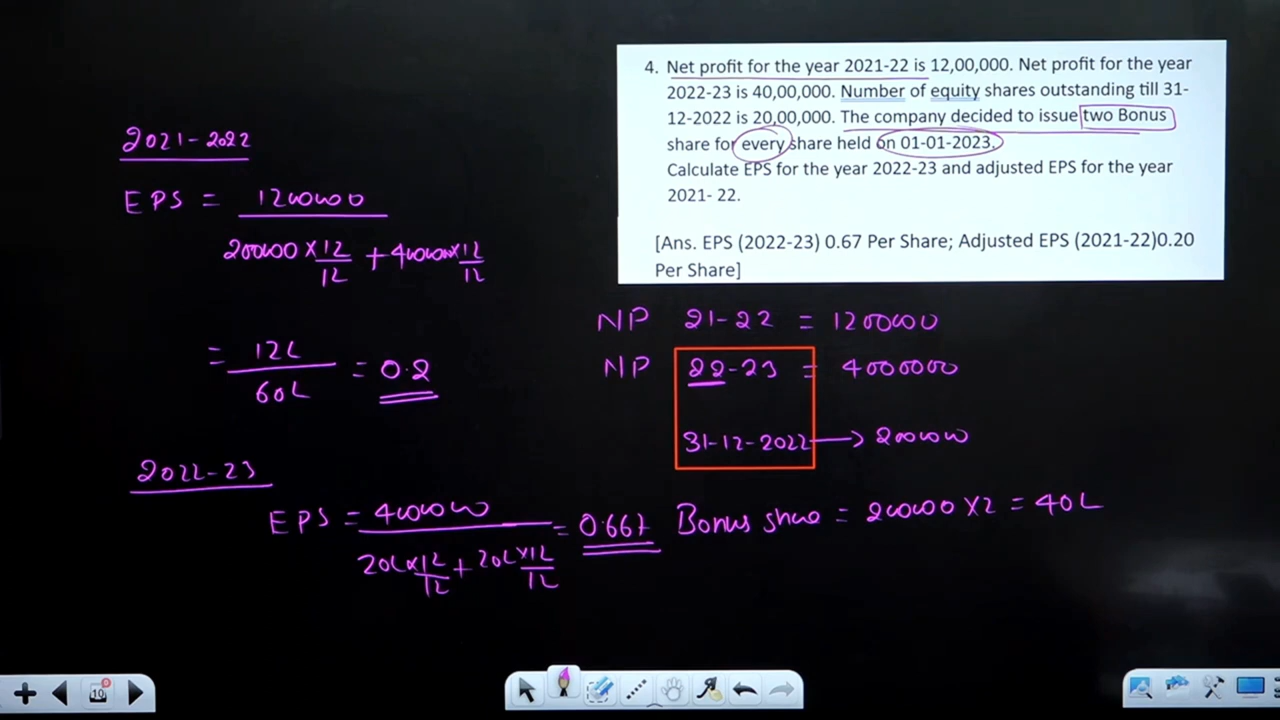 4. Net profit for the year 2021-22 is 12,00,000. Net profit for the year
2022-23 is 40,00,000. Number of equity shares outstanding till 31-
12-2022 is 20,00,000. The company decided to issue two Bonus
share for every share held on 01-01-2023.
Calculate EPS for the year 2022-23 and adjusted EPS for the year
2021- 22.
[Ans. EPS (2022-23) 0.67 Per Share; Adjusted EPS (2021-22)0.20
Per Share]
2021-2022
EPS = 1200000
2000000 × 12/12 + 4000000 × 12/12
= 12L/60L = 0.2
NP 21-22 = 1200000
NP 22-23 = 4000000
31-12-2022 → 2000000
2022-23
EPS = 4000000
20L × 12/12 + 20L × 12/12
= 0.667
Bonus share = 2000000 × 2 = 40L
10